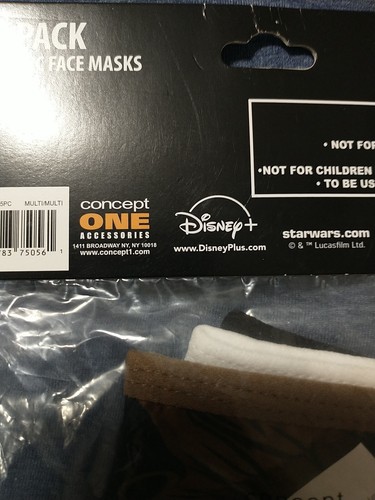 PACK
FACE MASKS
• NOT FOR
•NOT FOR CHILDREN
• TO BE US
5PC MULTI/MULTI
83 75056 1
concept
ONE
ACCESSORIES
1411 BROADWAY NY, NY 10018
www.concept1.com
Disney+
www.DisneyPlus.com
starwars.com
© & ™ Lucasfilm Ltd.